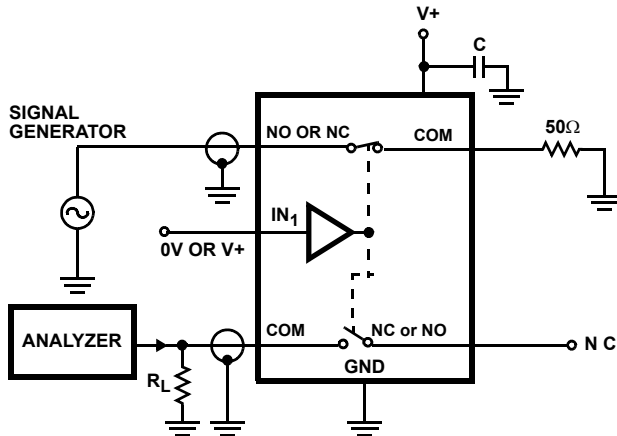 V+
C
SIGNAL
GENERATOR
NO OR NC
COM
50Ω
IN1
0V OR V+
ANALYZER
COM
NC or NO
N C
RL
GND